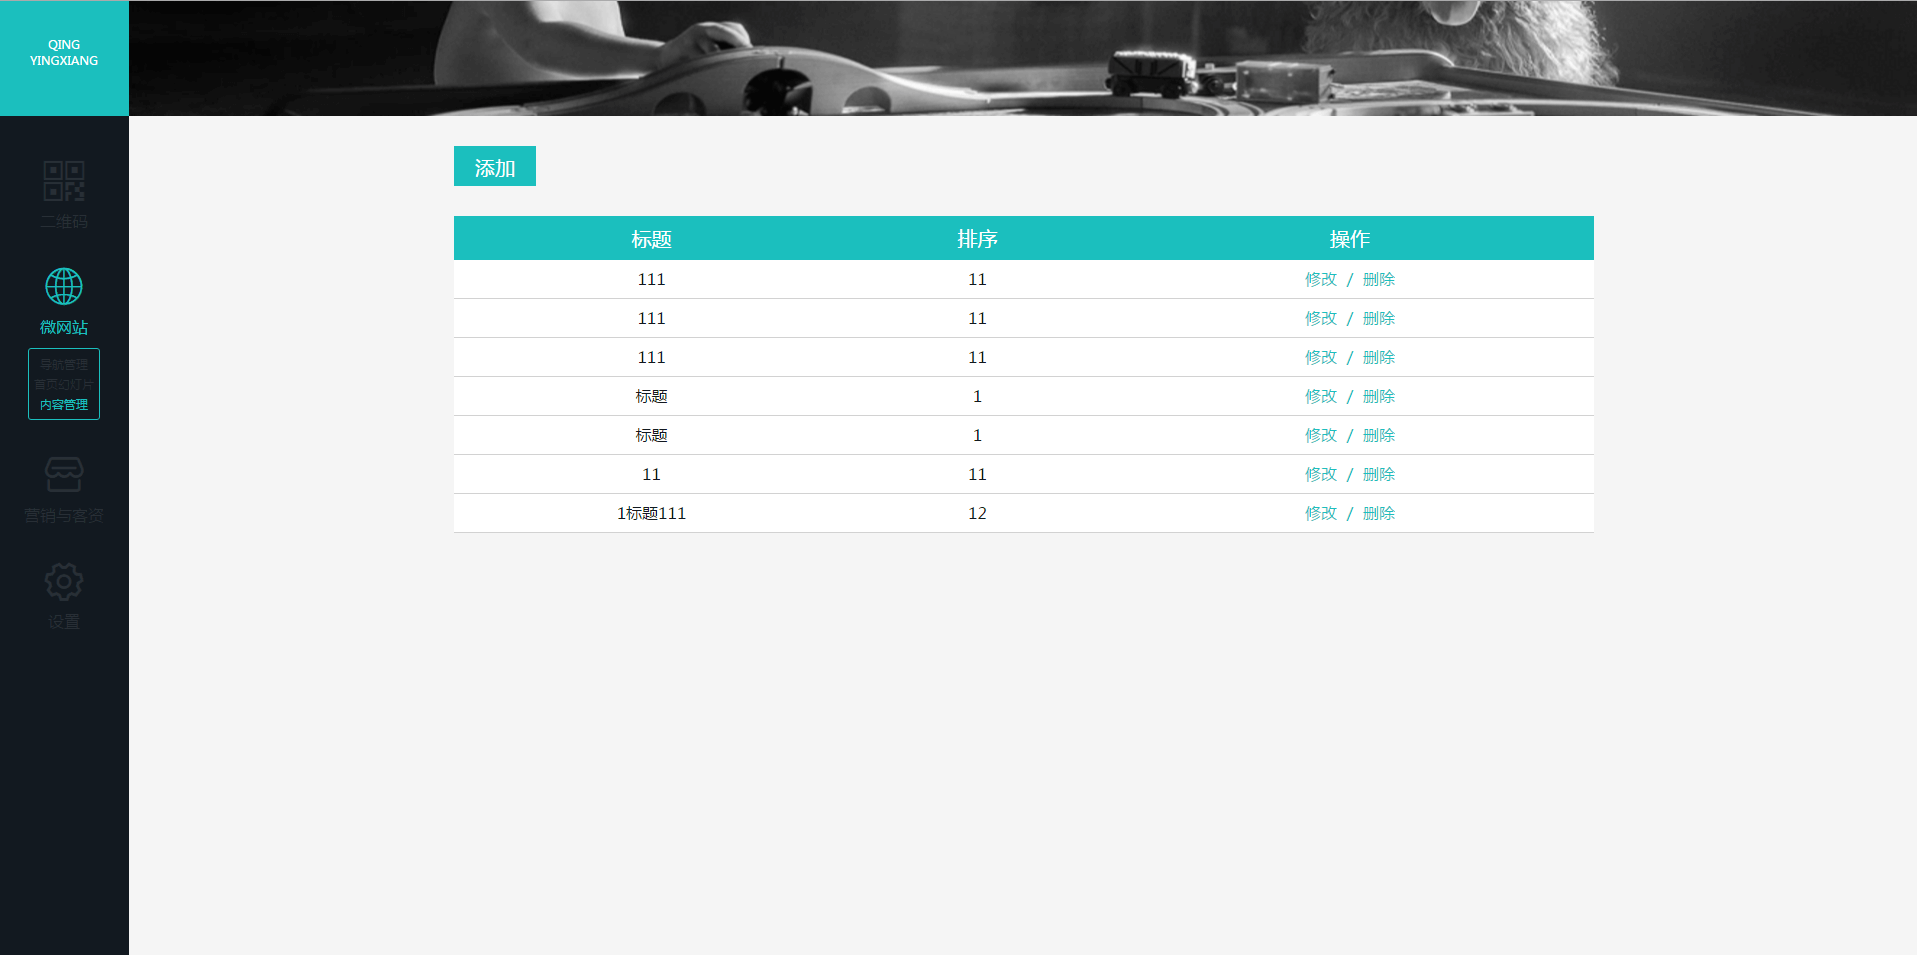 QING
YINGXIANG
二维码
微网站
导航管理
首页幻灯片
内容管理
营销与客资
设置
添加
标题 排序 操作
111 11 修改 / 删除
111 11 修改 / 删除
111 11 修改 / 删除
标题 1 修改 / 删除
标题 1 修改 / 删除
11 11 修改 / 删除
1标题111 12 修改 / 删除